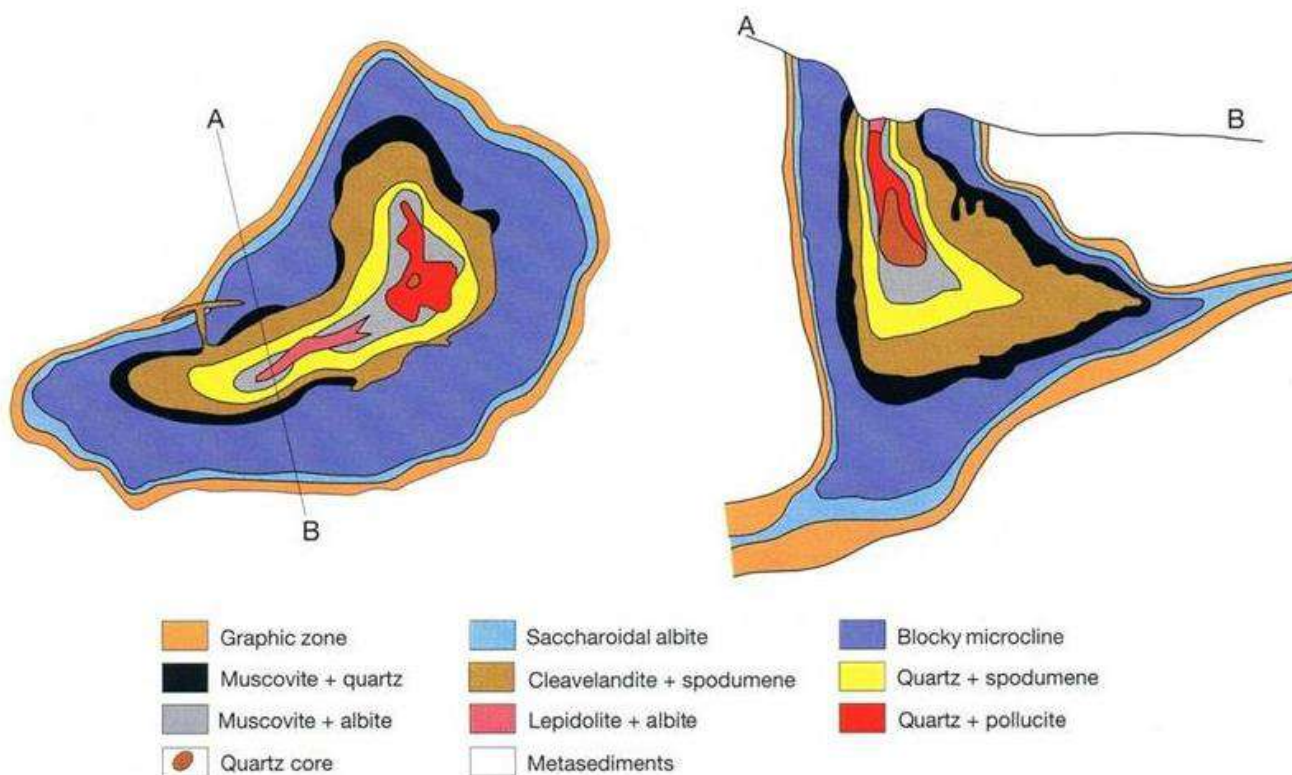 A
B
A
B
Graphic zone
Saccharoidal albite
Blocky microcline
Muscovite + quartz
Cleavelandite + spodumene
Quartz + spodumene
Muscovite + albite
Lepidolite + albite
Quartz + pollucite
Quartz core
Metasediments